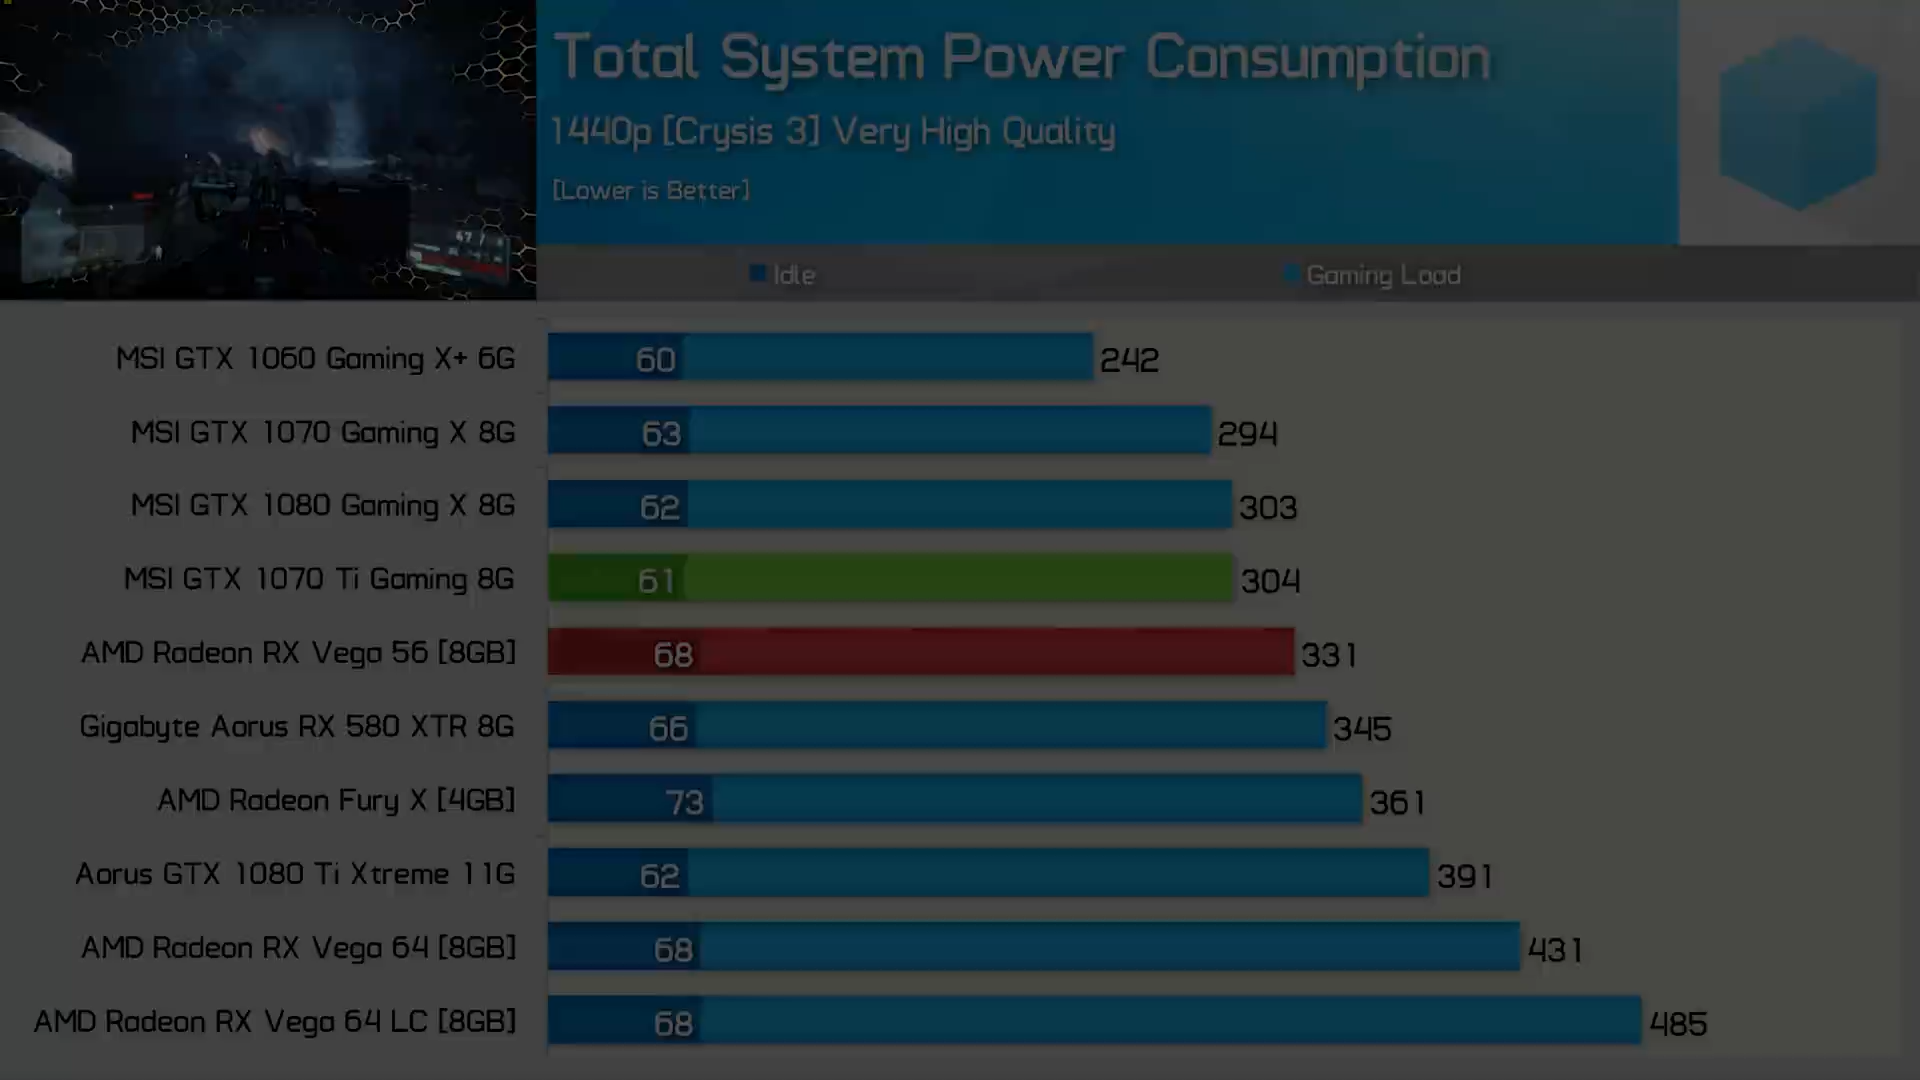 Total System Power Consumption
1440p [Crysis 3] Very High Quality
[Lower is Better]
Idle
Gaming Load
MSI GTX 1060 Gaming X+ 6G 60 242
MSI GTX 1070 Gaming X 8G 63 294
MSI GTX 1080 Gaming X 8G 62 303
MSI GTX 1070 Ti Gaming 8G 61 304
AMD Radeon RX Vega 56 [8GB] 68 331
Gigabyte Aorus RX 580 XTR 8G 66 345
AMD Radeon Fury X [4GB] 73 361
Aorus GTX 1080 Ti Xtreme 11G 62 391
AMD Radeon RX Vega 64 [8GB] 68 431
AMD Radeon RX Vega 64 LC [8GB] 68 485